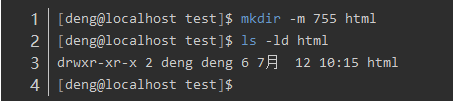 1 [deng@localhost test]$ mkdir -m 755 html
2 [deng@localhost test]$ ls -ld html
3 drwxr-xr-x 2 deng deng 6 7月  12 10:15 html
4 [deng@localhost test]$